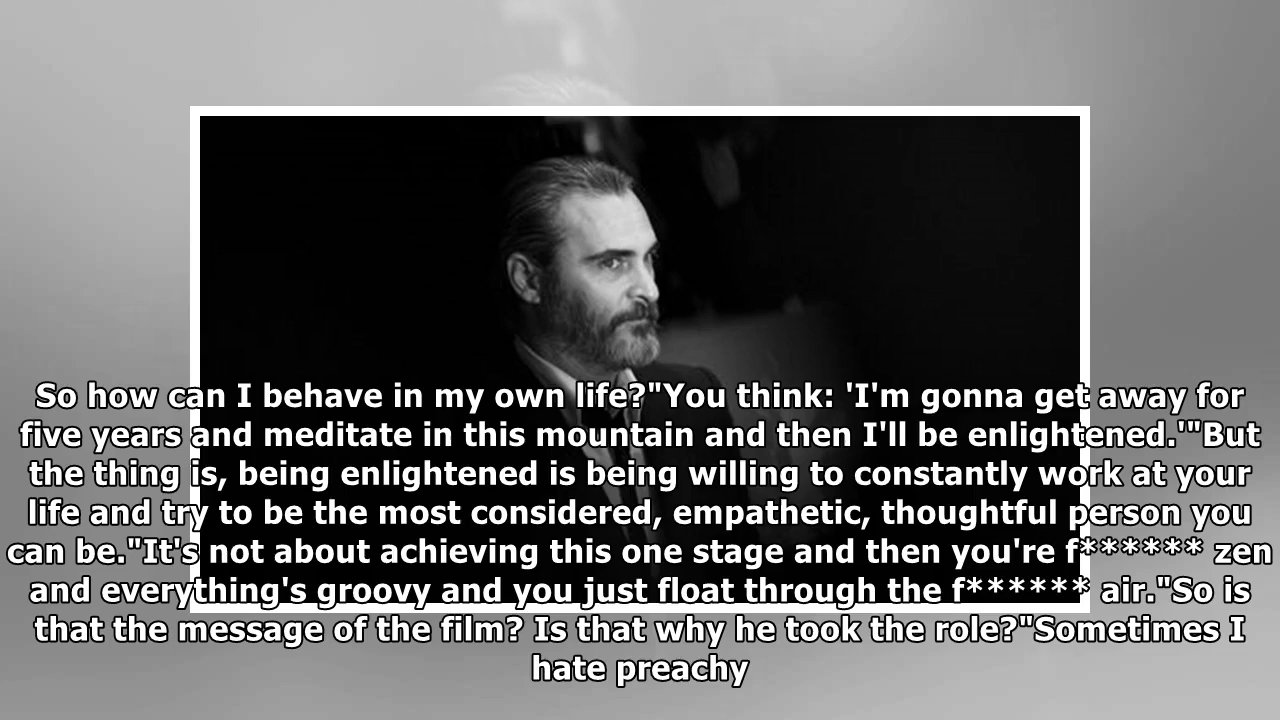 So how can I behave in my own life?"You think: 'I'm gonna get away for
five years and meditate in this mountain and then I'll be enlightened.'"But
the thing is, being enlightened is being willing to constantly work at your
life and try to be the most considered, empathetic, thoughtful person you
can be."It's not about achieving this one stage and then you're f****** zen
and everything's groovy and you just float through the f****** air."So is
that the message of the film? Is that why he took the role?"Sometimes I
hate preachy